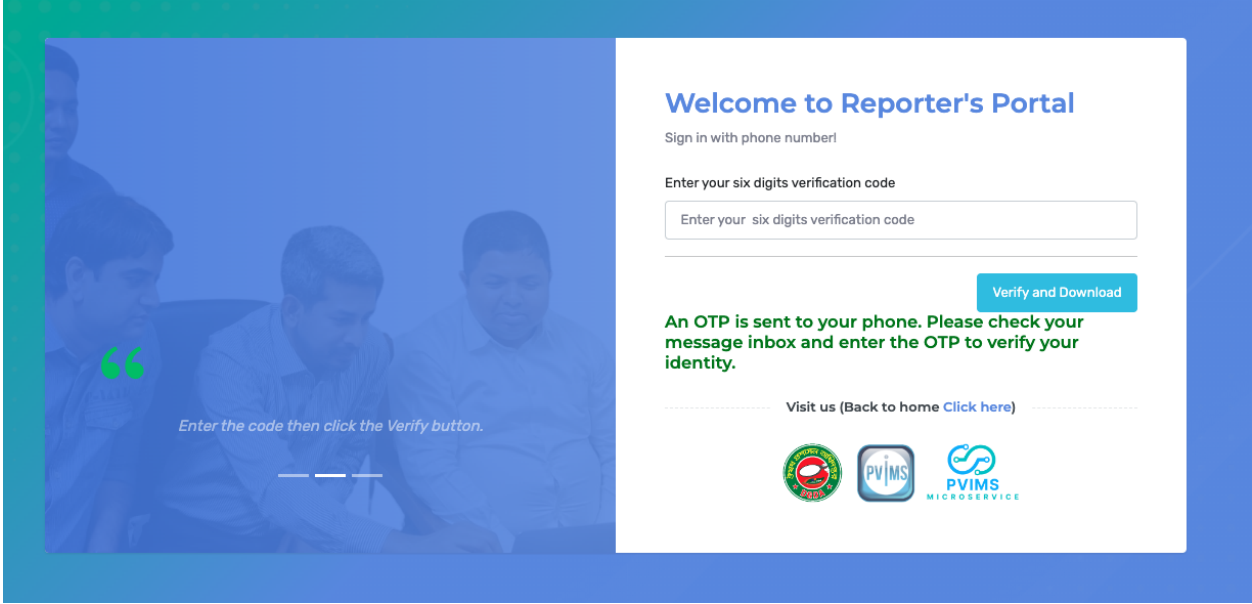 Welcome to Reporter's Portal
Sign in with phone number!
Enter your six digits verification code
Enter your six digits verification code
Verify and Download
An OTP is sent to your phone. Please check your
message inbox and enter the OTP to verify your
identity.
“
Enter the code then click the Verify button.
Visit us (Back to home Click here)
PViMS
PVIMS
MICROSERVICE